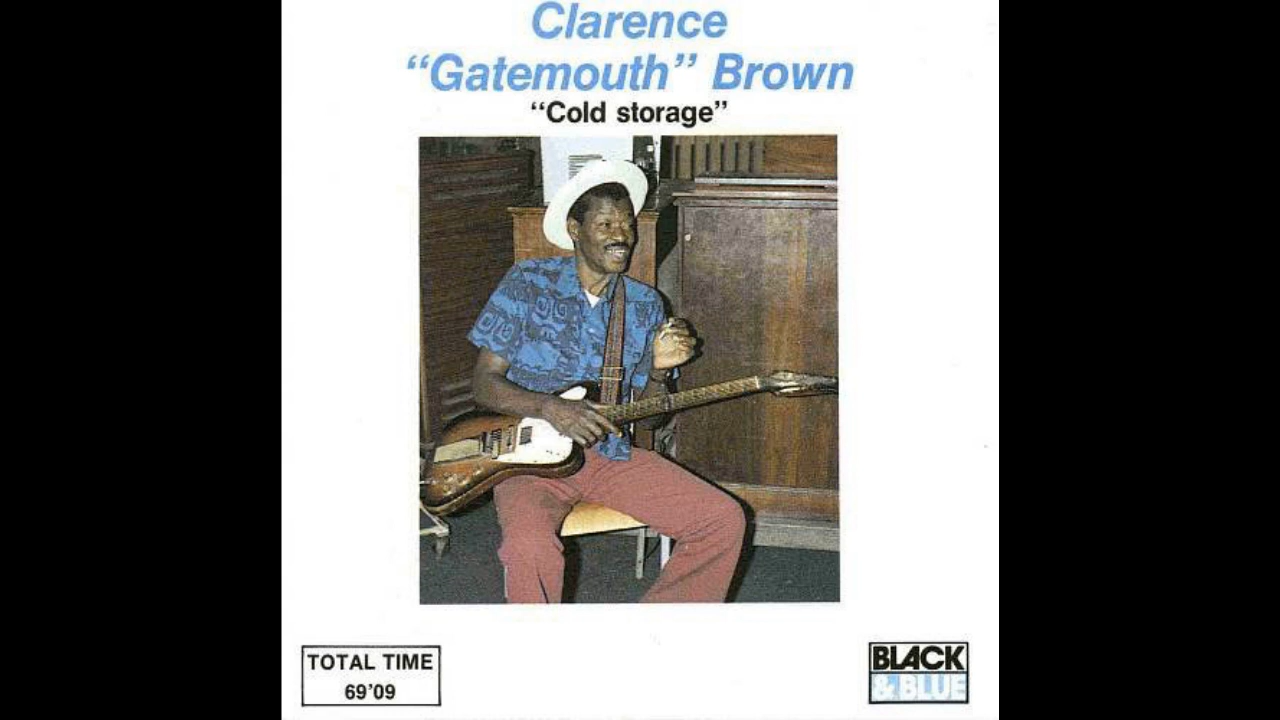 Clarence
“Gatemouth” Brown
“Cold storage”
TOTAL TIME
69'09
BLACK
& BLUE